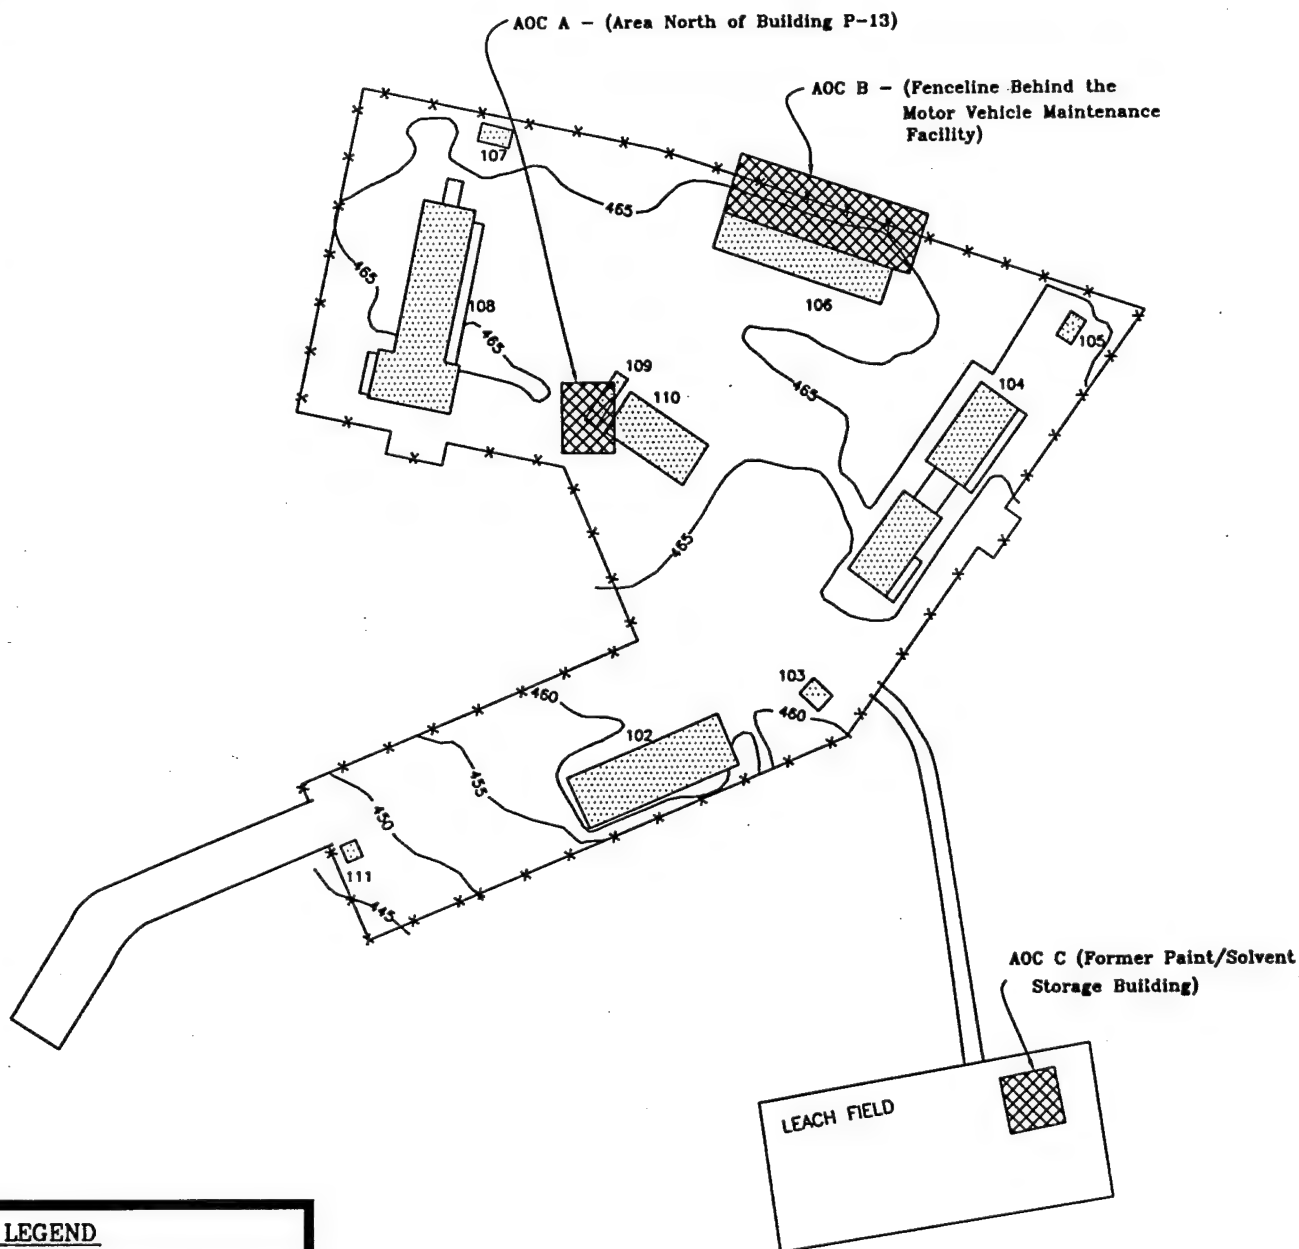 AOC A - (Area North of Building P-13)
AOC B - (Fenceline Behind the
Motor Vehicle Maintenance
Facility)
107
465
465
108
465
106
105
109
110
465
104
465
103
460
460
102
455
450
111
445
AOC C (Former Paint/Solvent
Storage Building)
LEACH FIELD
LEGEND